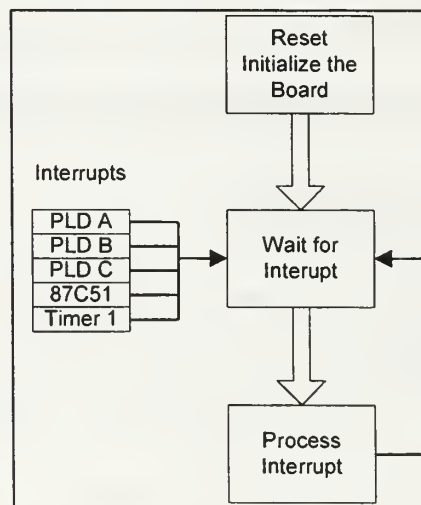 Reset
Initialize the
Board
Interrupts
PLD A
PLD B
PLD C
87C51
Timer 1
Wait for
Interupt
Process
Interrupt